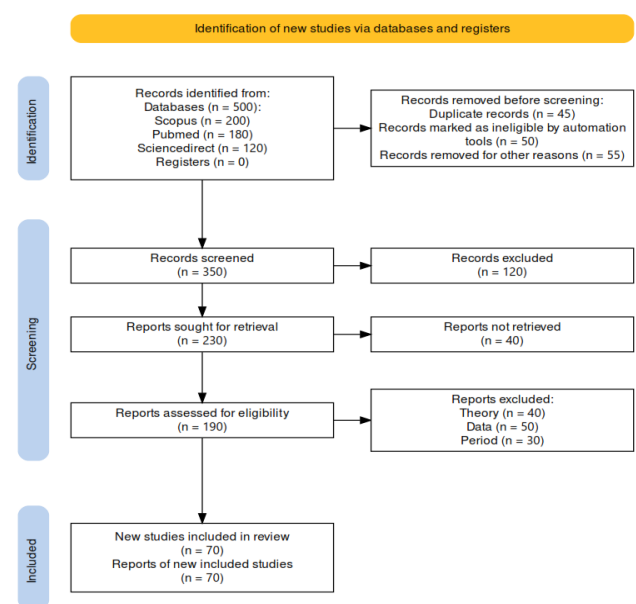 Identification of new studies via databases and registers
Identification
Records identified from:
Databases (n = 500):
Scopus (n = 200)
Pubmed (n = 180)
Sciencedirect (n = 120)
Registers (n = 0)
Records removed before screening:
Duplicate records (n = 45)
Records marked as ineligible by automation
tools (n = 50)
Records removed for other reasons (n = 55)
Screening
Records screened
(n = 350)
Records excluded
(n = 120)
Reports sought for retrieval
(n = 230)
Reports not retrieved
(n = 40)
Reports assessed for eligibility
(n = 190)
Reports excluded:
Theory (n = 40)
Data (n = 50)
Period (n = 30)
Included
New studies included in review
(n = 70)
Reports of new included studies
(n = 70)